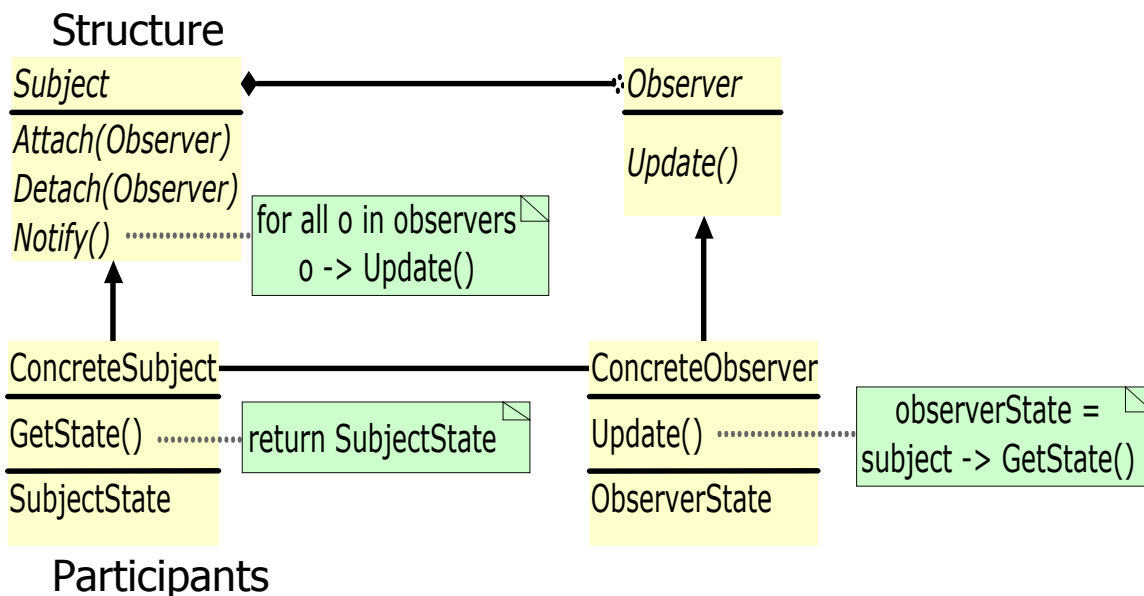 Structure
Subject
Attach(Observer)
Detach(Observer)
Notify()
for all o in observers
o -> Update()
Observer
Update()
ConcreteSubject
GetState()
return SubjectState
SubjectState
ConcreteObserver
Update()
observerState =
subject -> GetState()
ObserverState
Participants